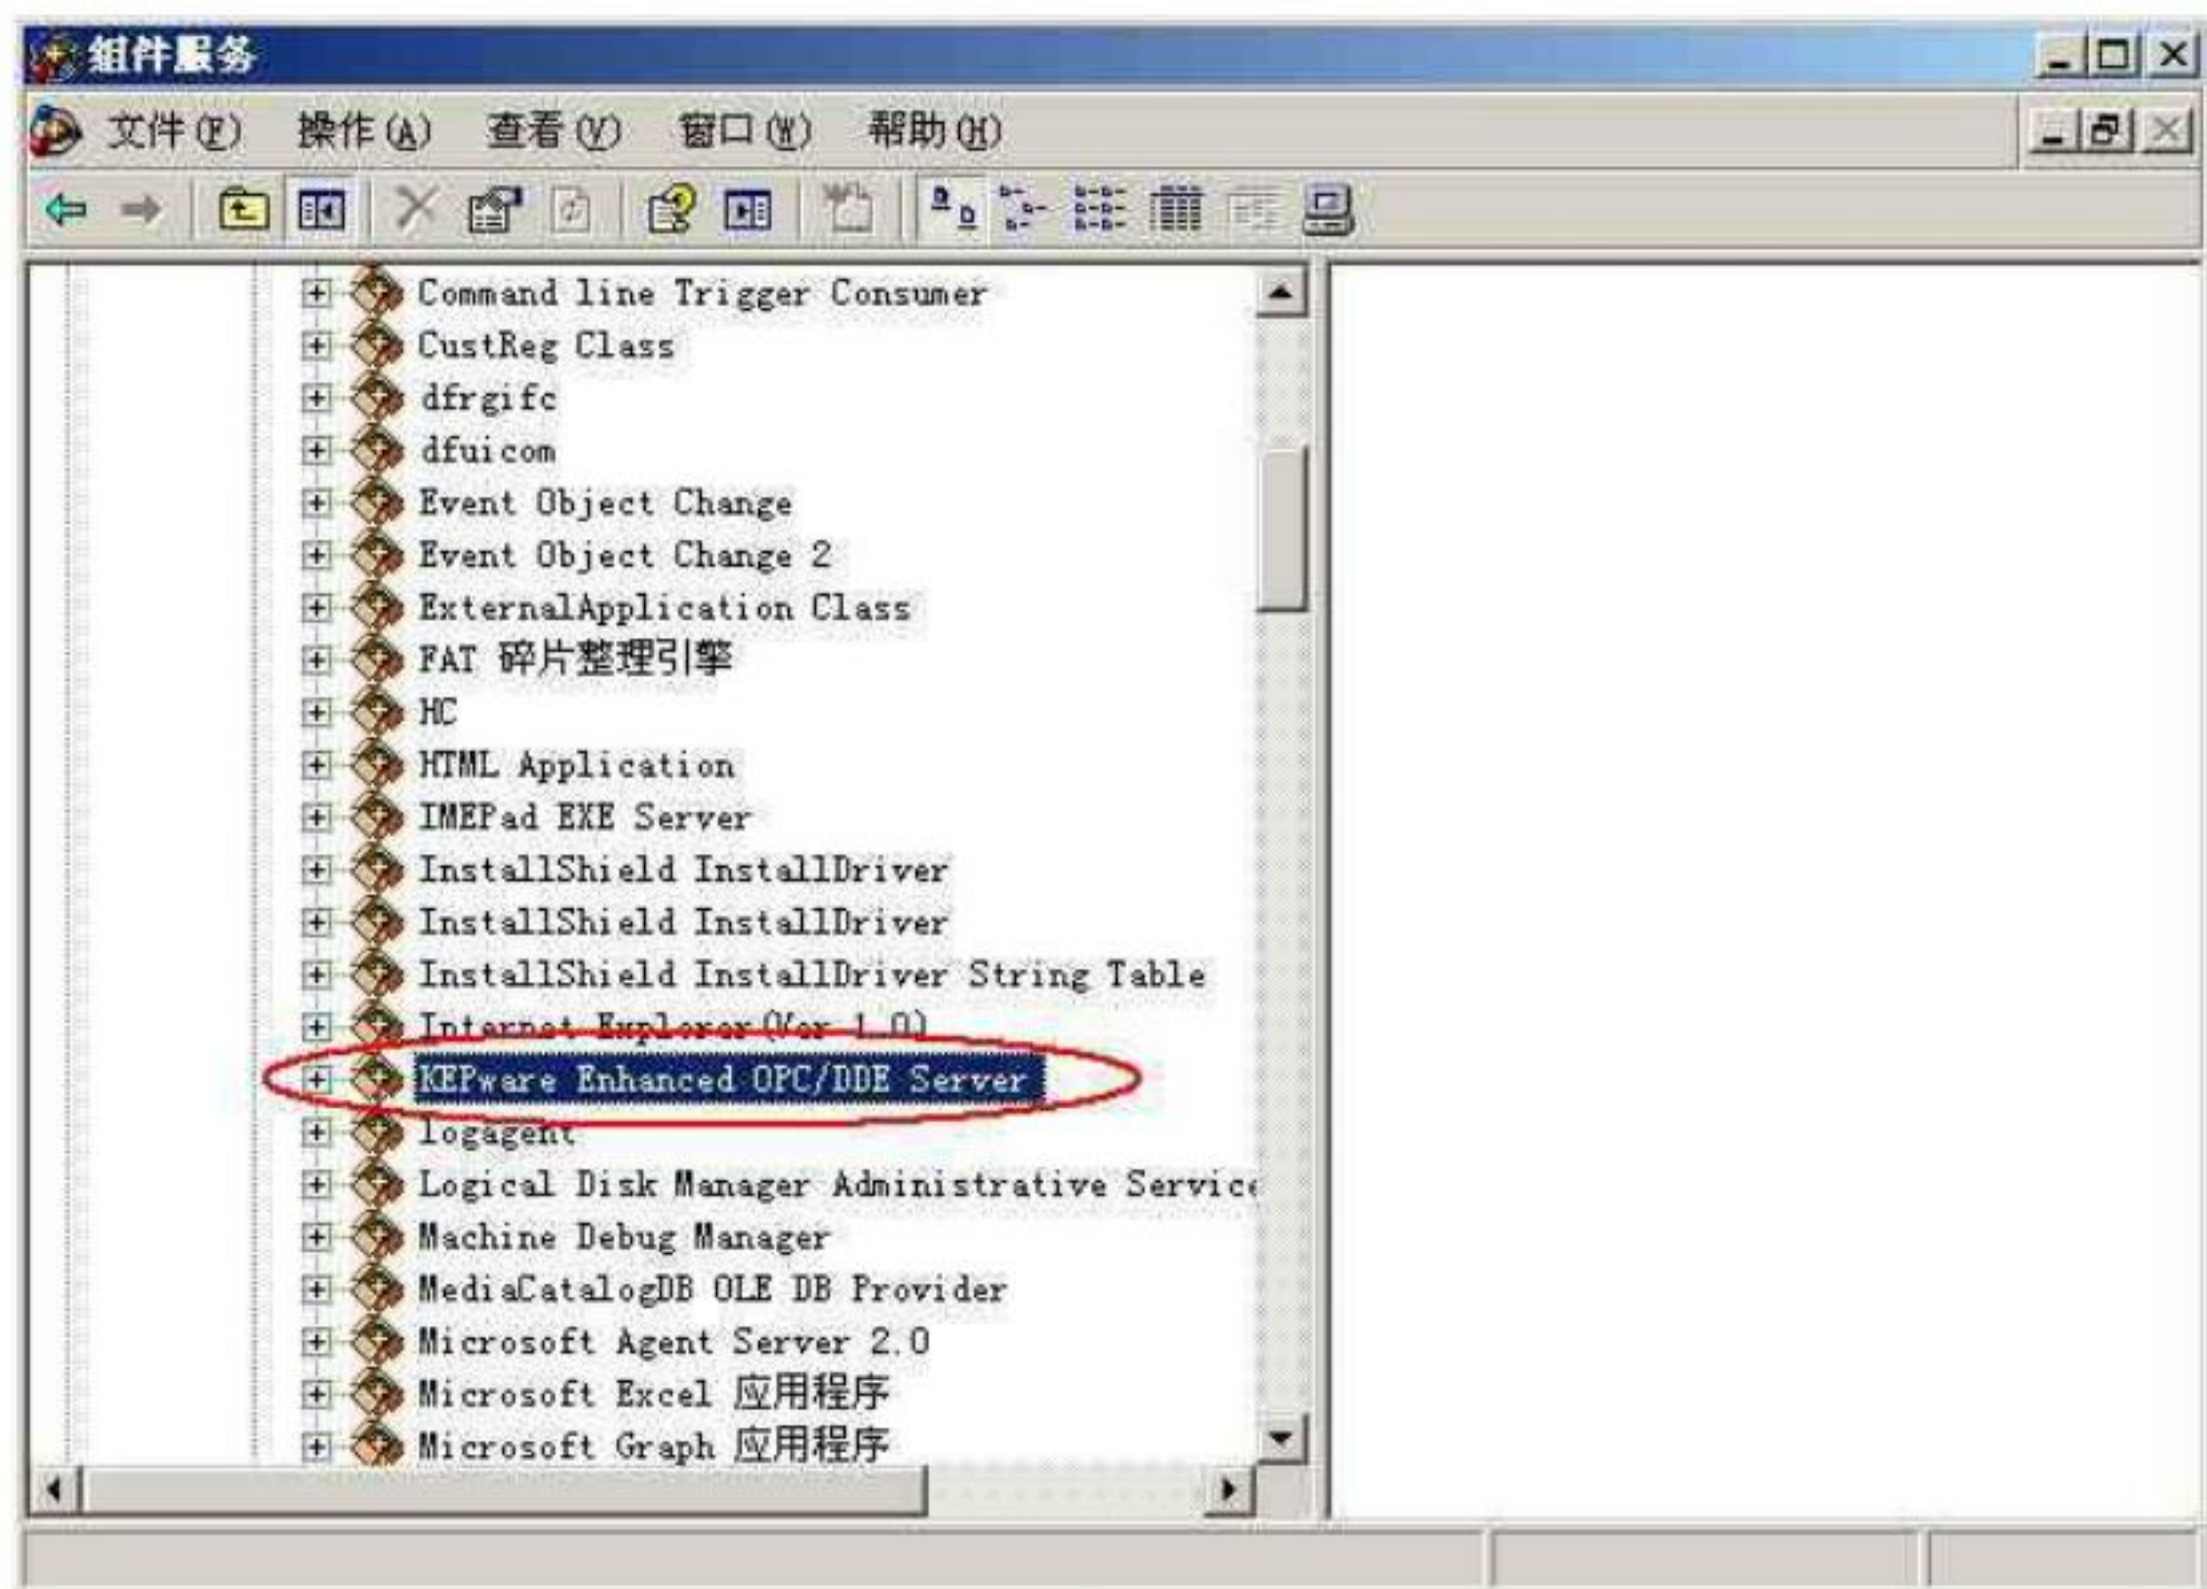 组件服务
文件(F) 操作(A) 查看(V) 窗口(W) 帮助(H)
Command line Trigger Consumer
CustReg Class
dfrgifc
dfuicom
Event Object Change
Event Object Change 2
ExternalApplication Class
FAT 碎片整理引擎
HC
HTML Application
IMEPad EXE Server
InstallShield InstallDriver
InstallShield InstallDriver
InstallShield InstallDriver String Table
Internet Explorer(Ver 1.0)
KEPware Enhanced OPC/DDE Server
logagent
Logical Disk Manager Administrative Service
Machine Debug Manager
MediaCatalogDB OLE DB Provider
Microsoft Agent Server 2.0
Microsoft Excel 应用程序
Microsoft Graph 应用程序